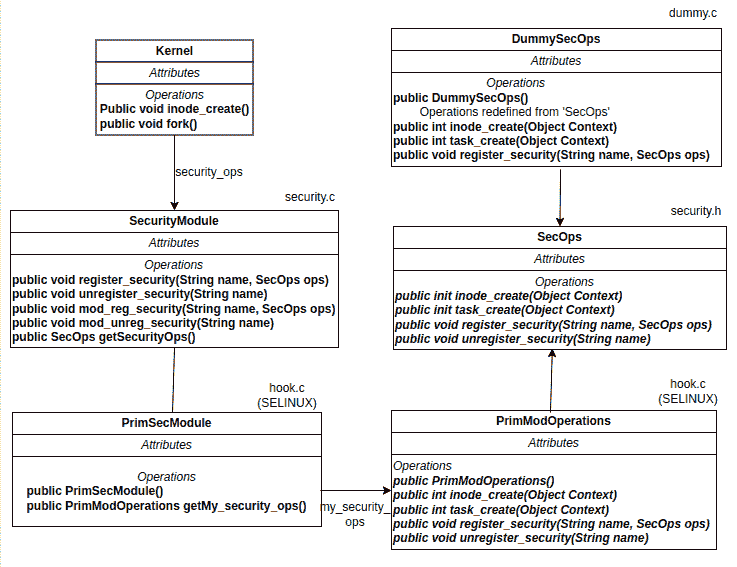 Kernel
Attributes
Operations
Public void inode_create()
public void fork()
security_ops
security.c
SecurityModule
Attributes
Operations
public void register_security(String name, SecOps ops)
public void unregister_security(String name)
public void mod_reg_security(String name, SecOps ops)
public void mod_unreg_security(String name)
public SecOps getSecurityOps()
hook.c
(SELINUX)
PrimSecModule
Attributes
Operations
public PrimSecModule()
public PrimModOperations getMy_security_ops()
my_security_
ops
dummy.c
DummySecOps
Attributes
Operations
public DummySecOps()
Operations redefined from 'SecOps'
public int inode_create(Object Context)
public int task_create(Object Context)
public void register_security(String name, SecOps ops)
security.h
SecOps
Attributes
Operations
public init inode_create(Object Context)
public init task_create(Object Context)
public void register_security(String name, SecOps ops)
public void unregister_security(String name)
hook.c
(SELINUX)
PrimModOperations
Attributes
Operations
public PrimModOperations()
public int inode_create(Object Context)
public int task_create(Object Context)
public void register_security(String name, SecOps ops)
public void unregister_security(String name)